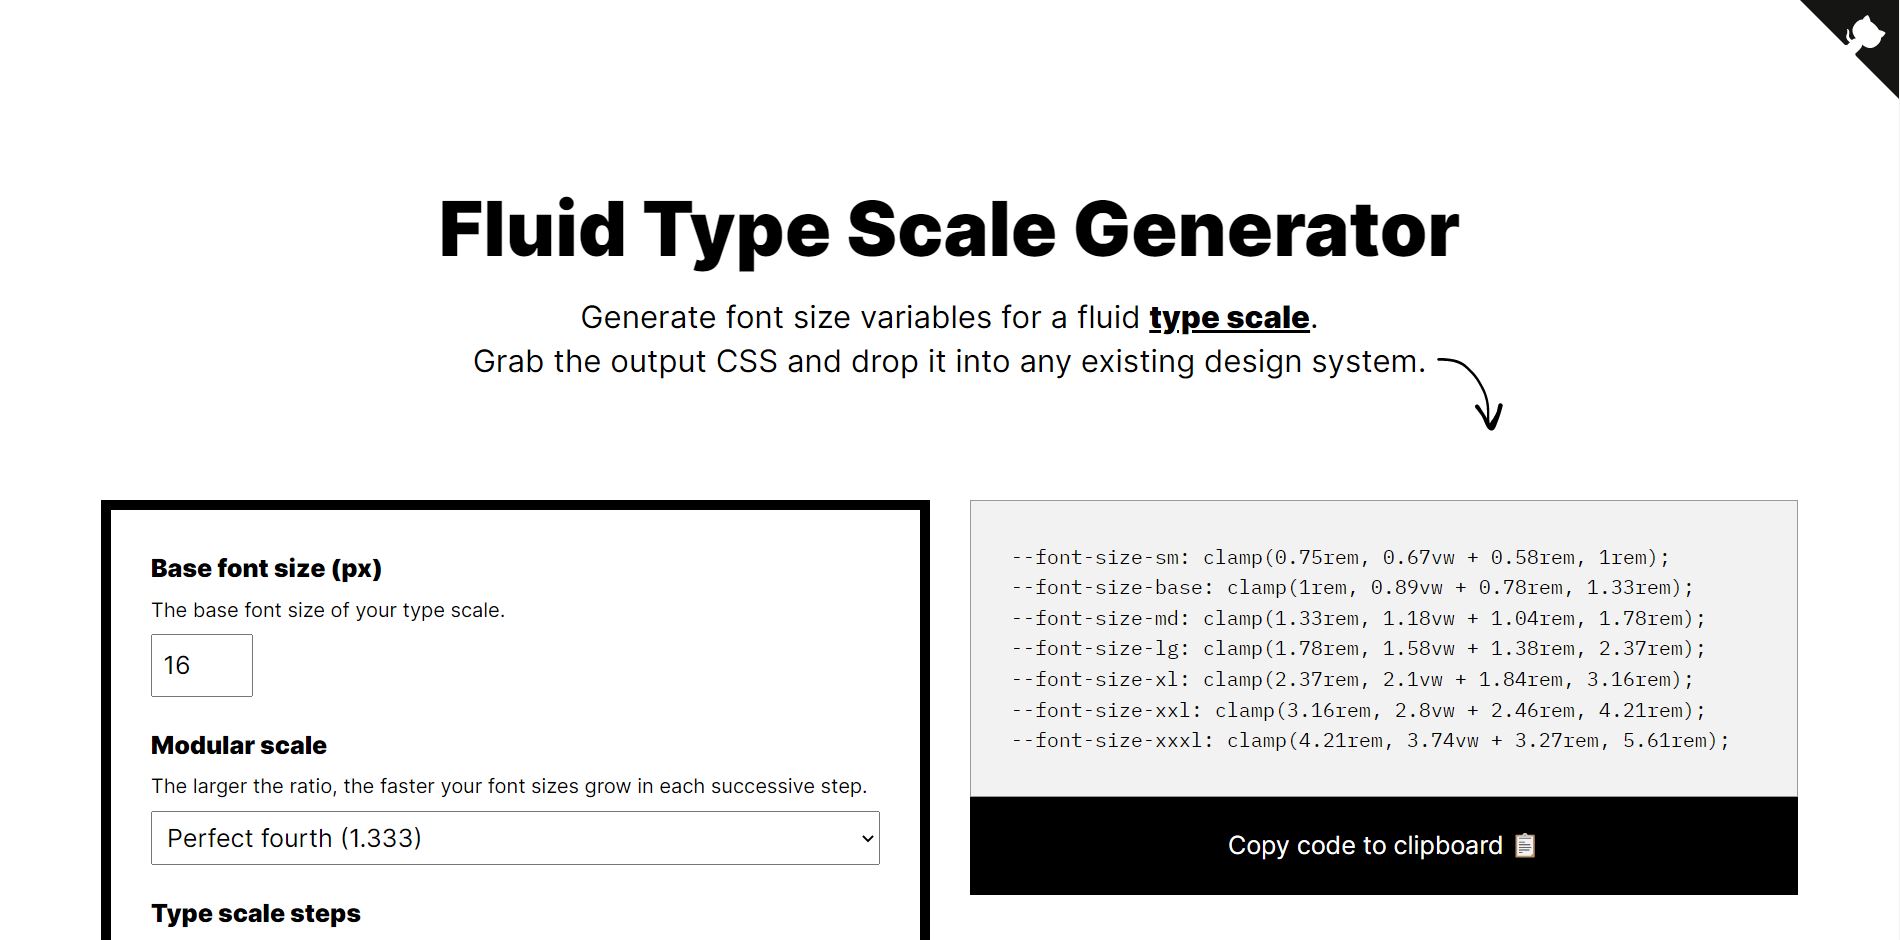 Fluid Type Scale Generator
Generate font size variables for a fluid type scale.
Grab the output CSS and drop it into any existing design system.
Base font size (px)
The base font size of your type scale.
16
Modular scale
The larger the ratio, the faster your font sizes grow in each successive step.
Perfect fourth (1.333)
Type scale steps
--font-size-sm: clamp(0.75rem, 0.67vw + 0.58rem, 1rem);
--font-size-base: clamp(1rem, 0.89vw + 0.78rem, 1.33rem);
--font-size-md: clamp(1.33rem, 1.18vw + 1.04rem, 1.78rem);
--font-size-lg: clamp(1.78rem, 1.58vw + 1.38rem, 2.37rem);
--font-size-xl: clamp(2.37rem, 2.1vw + 1.84rem, 3.16rem);
--font-size-xxl: clamp(3.16rem, 2.8vw + 2.46rem, 4.21rem);
--font-size-xxxl: clamp(4.21rem, 3.74vw + 3.27rem, 5.61rem);
Copy code to clipboard 📋